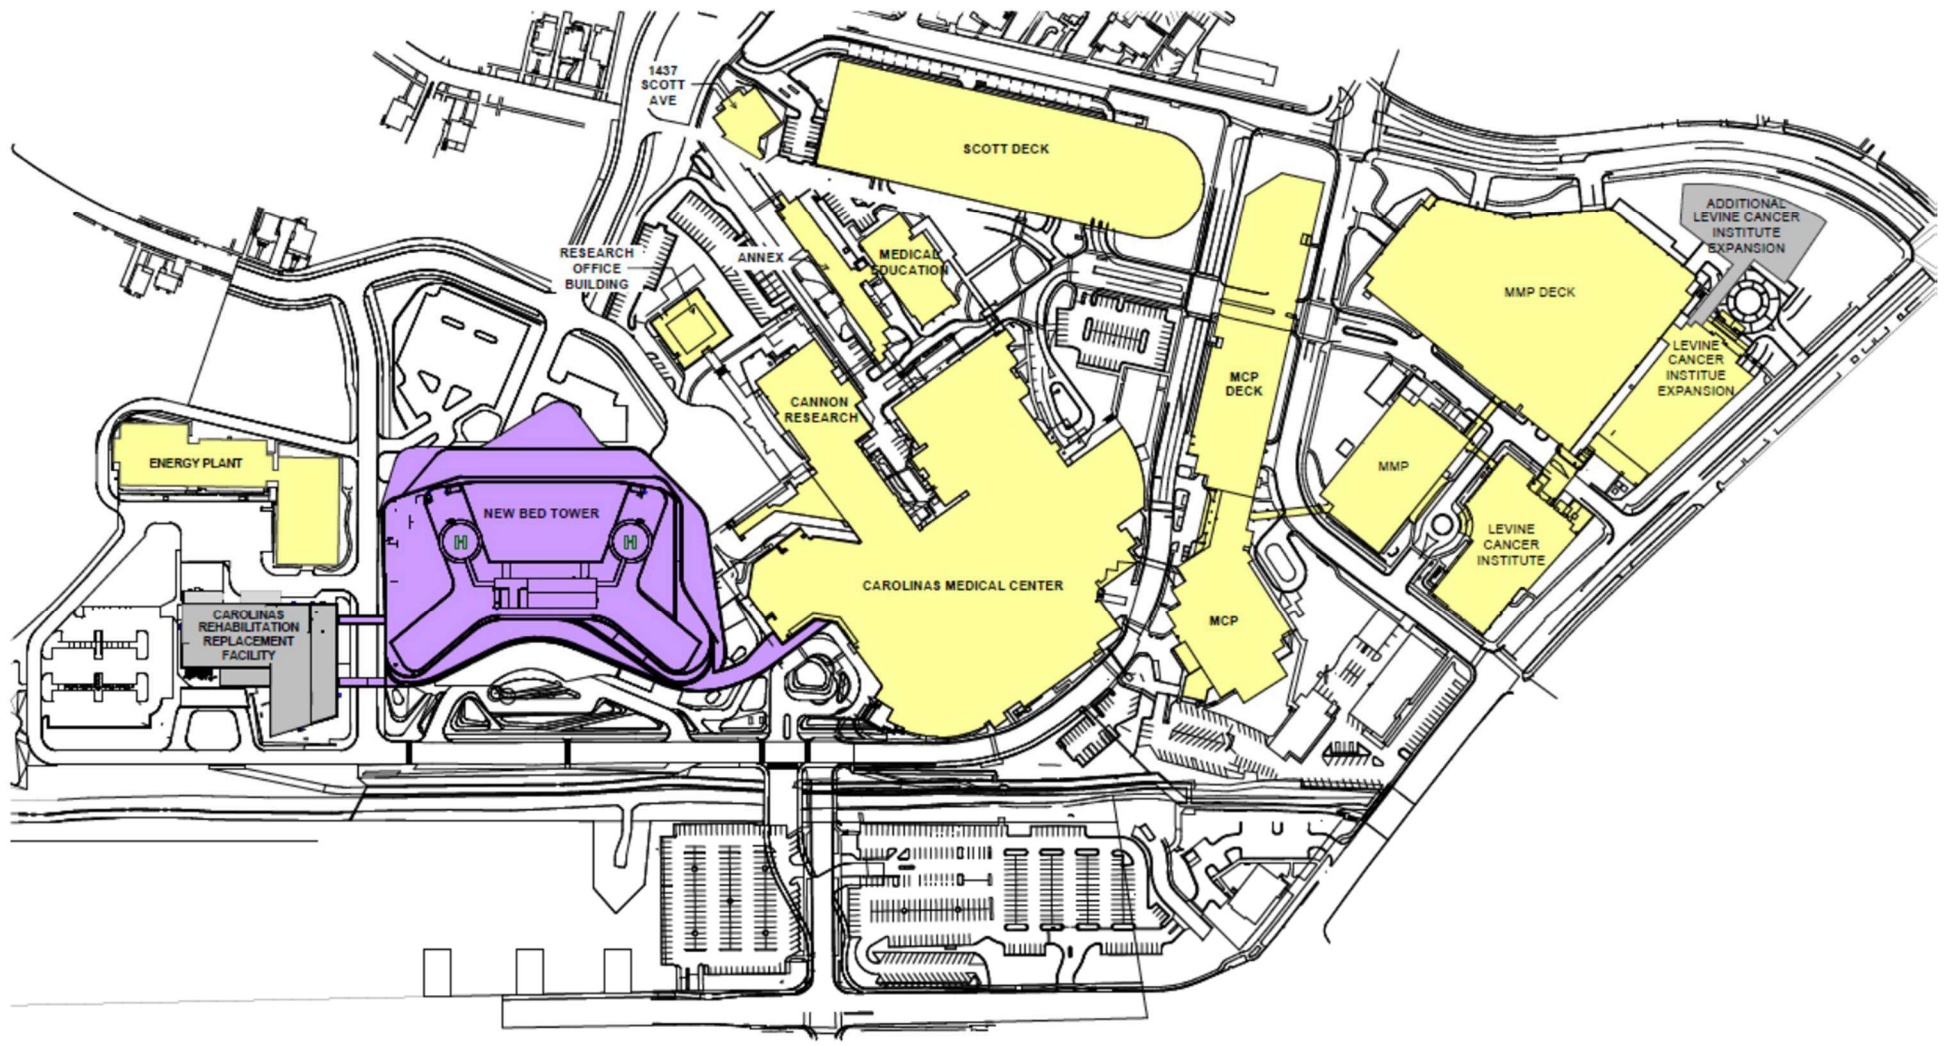 1437
SCOTT
AVE
SCOTT DECK
ADDITIONAL
LEVINE CANCER
INSTITUTE
EXPANSION
RESEARCH
OFFICE
BUILDING
ANNEX
MEDICAL
EDUCATION
MMP DECK
LEVINE
CANCER
INSTITUE
EXPANSION
MCP
DECK
CANNON
RESEARCH
ENERGY PLANT
MMP
NEW BED TOWER
H
H
LEVINE
CANCER
INSTITUTE
CAROLINAS MEDICAL CENTER
CAROLINAS
REHABILITATION
REPLACEMENT
FACILITY
MCP